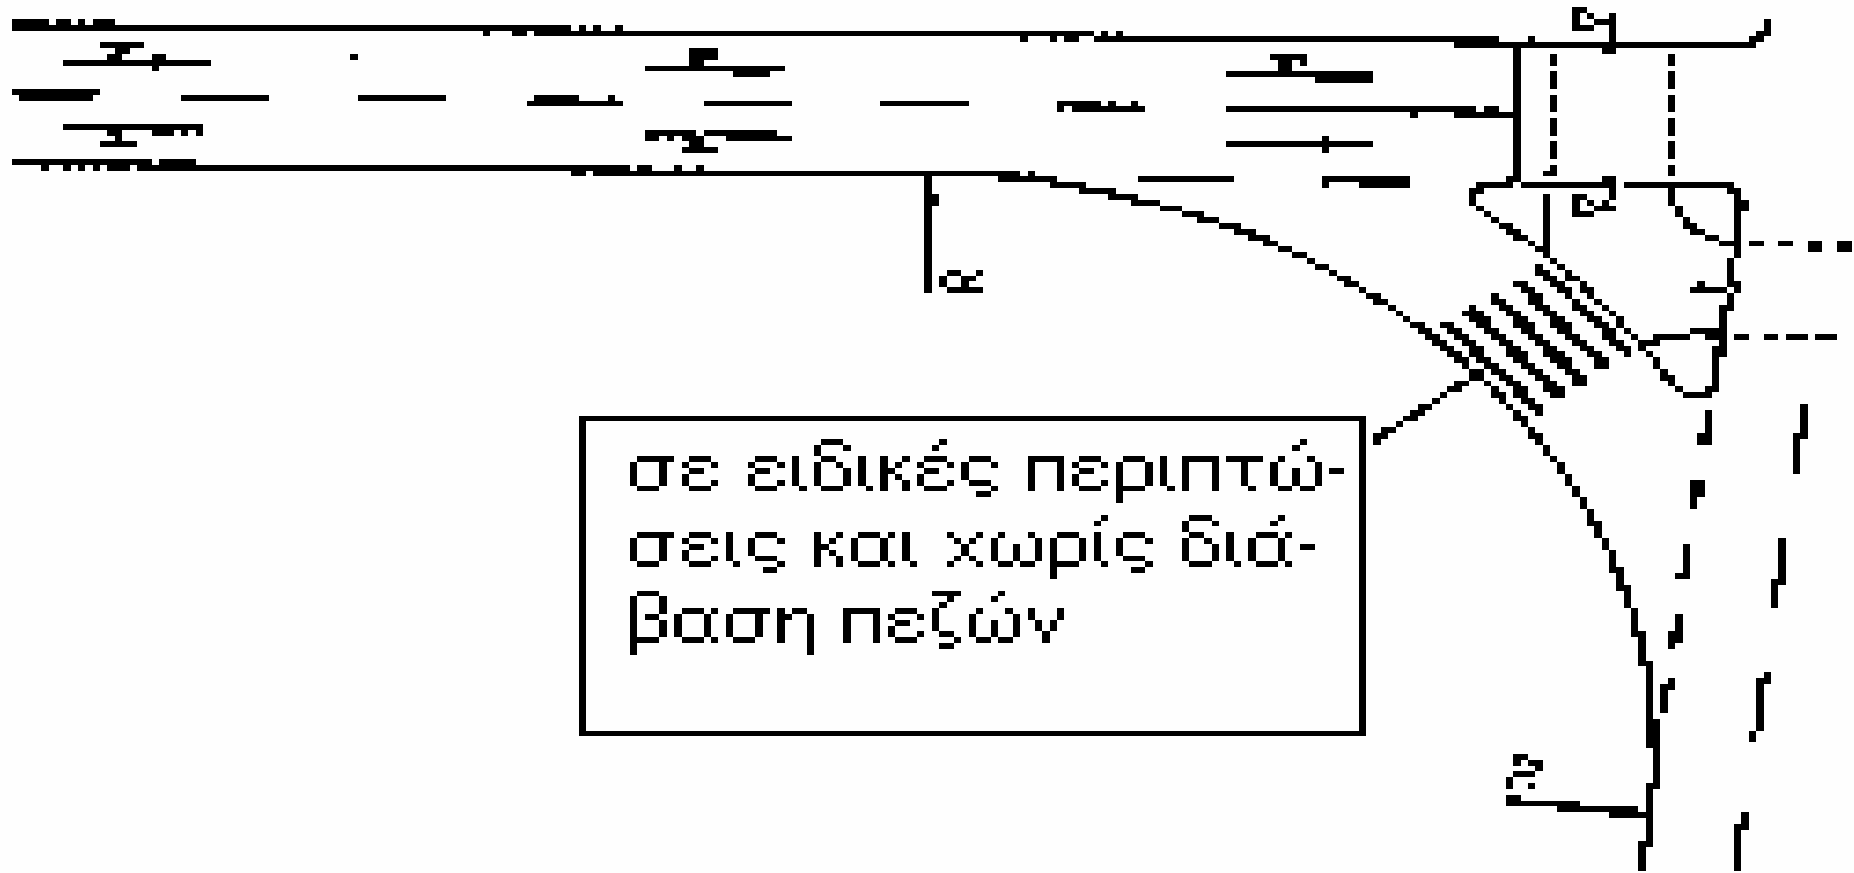 R
σε ειδικές περιπτώ-
σεις και χωρίς διά-
βαση πεζών